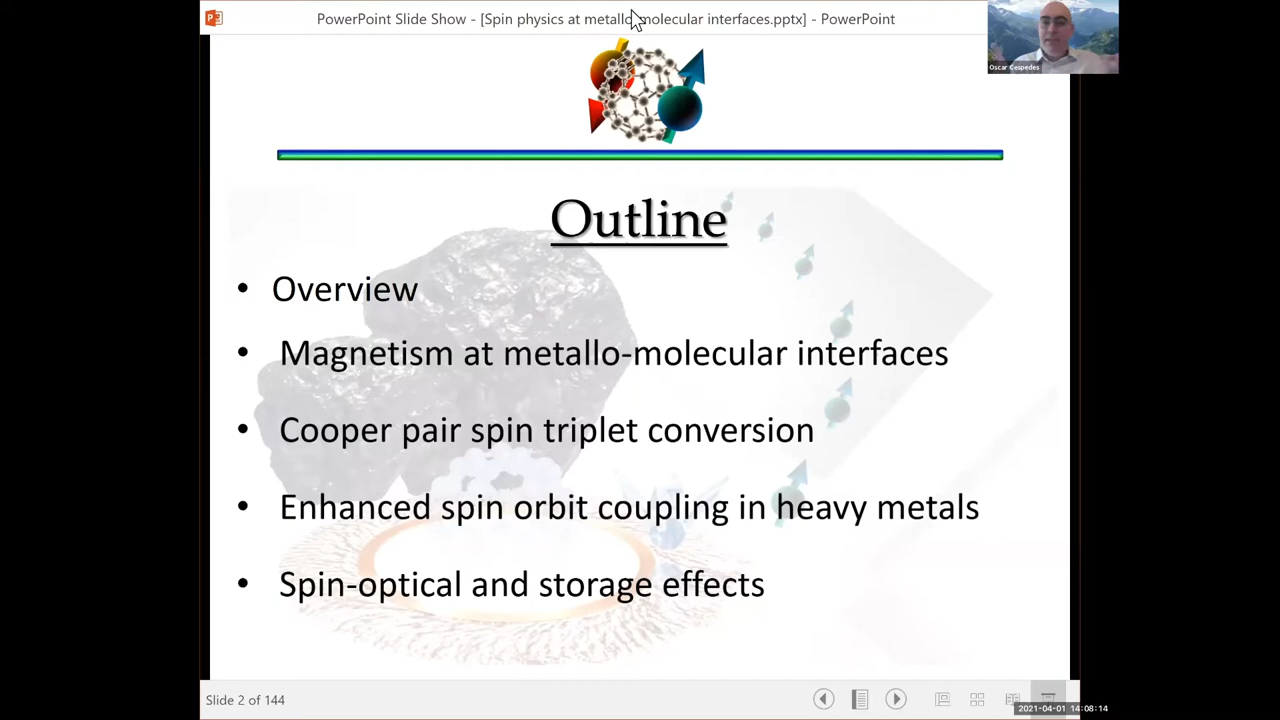 PowerPoint Slide Show - [Spin physics at metallo-molecular interfaces.pptx] - PowerPoint
Oscar Cespedes
Outline
• Overview
• Magnetism at metallo-molecular interfaces
• Cooper pair spin triplet conversion
• Enhanced spin orbit coupling in heavy metals
• Spin-optical and storage effects
Slide 2 of 144
2021-04-01 14:08:14